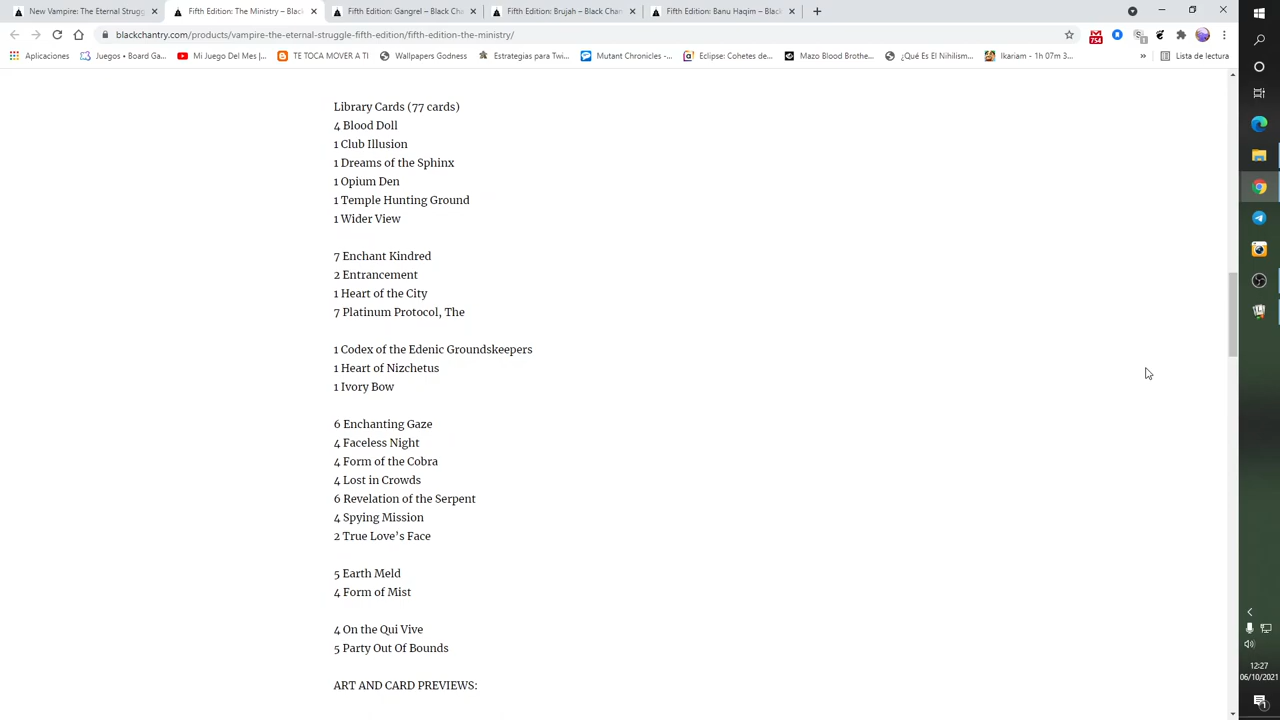 New Vampire: The Eternal Strugg
Fifth Edition: The Ministry – Black
Fifth Edition: Gangrel – Black Cha
Fifth Edition: Brujah – Black Chan
Fifth Edition: Banu Haqim – Black
blackchantry.com/products/vampire-the-eternal-struggle-fifth-edition/fifth-edition-the-ministry/
754
Aplicaciones
Juegos • Board Ga...
Mi Juego Del Mes |...
TE TOCA MOVER A TI
Wallpapers Godness
Estrategias para Twi...
Mutant Chronicles -...
Eclipse: Cohetes de...
Mazo Blood Brothe...
¿Qué Es El Nihilism...
Ikariam - 1h 07m 3...
»
Lista de lectura
Library Cards (77 cards)
4 Blood Doll
1 Club Illusion
1 Dreams of the Sphinx
1 Opium Den
1 Temple Hunting Ground
1 Wider View
7 Enchant Kindred
2 Entrancement
1 Heart of the City
7 Platinum Protocol, The
1 Codex of the Edenic Groundskeepers
1 Heart of Nizchetus
1 Ivory Bow
6 Enchanting Gaze
4 Faceless Night
4 Form of the Cobra
4 Lost in Crowds
6 Revelation of the Serpent
4 Spying Mission
2 True Love’s Face
5 Earth Meld
4 Form of Mist
4 On the Qui Vive
5 Party Out Of Bounds
ART AND CARD PREVIEWS:
12:27
06/10/2021